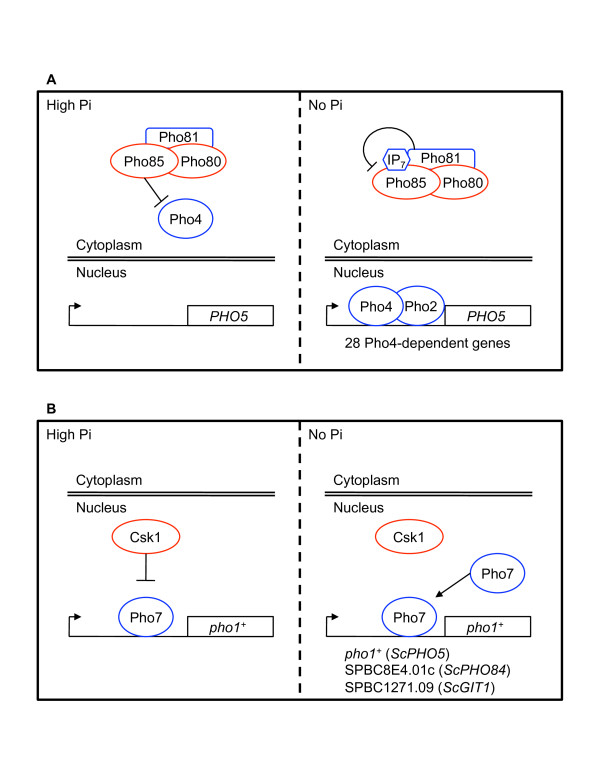 A
High Pi
Pho81
Pho85 Pho80
Pho4
Cytoplasm
Nucleus
PHO5
No Pi
IP7 Pho81
Pho85 Pho80
Cytoplasm
Nucleus
Pho4 Pho2
PHO5
28 Pho4-dependent genes
B
High Pi
Cytoplasm
Nucleus
Csk1
Pho7
pho1+
No Pi
Cytoplasm
Nucleus
Csk1
Pho7
Pho7
pho1+
pho1+ (ScPHO5)
SPBC8E4.01c (ScPHO84)
SPBC1271.09 (ScGIT1)